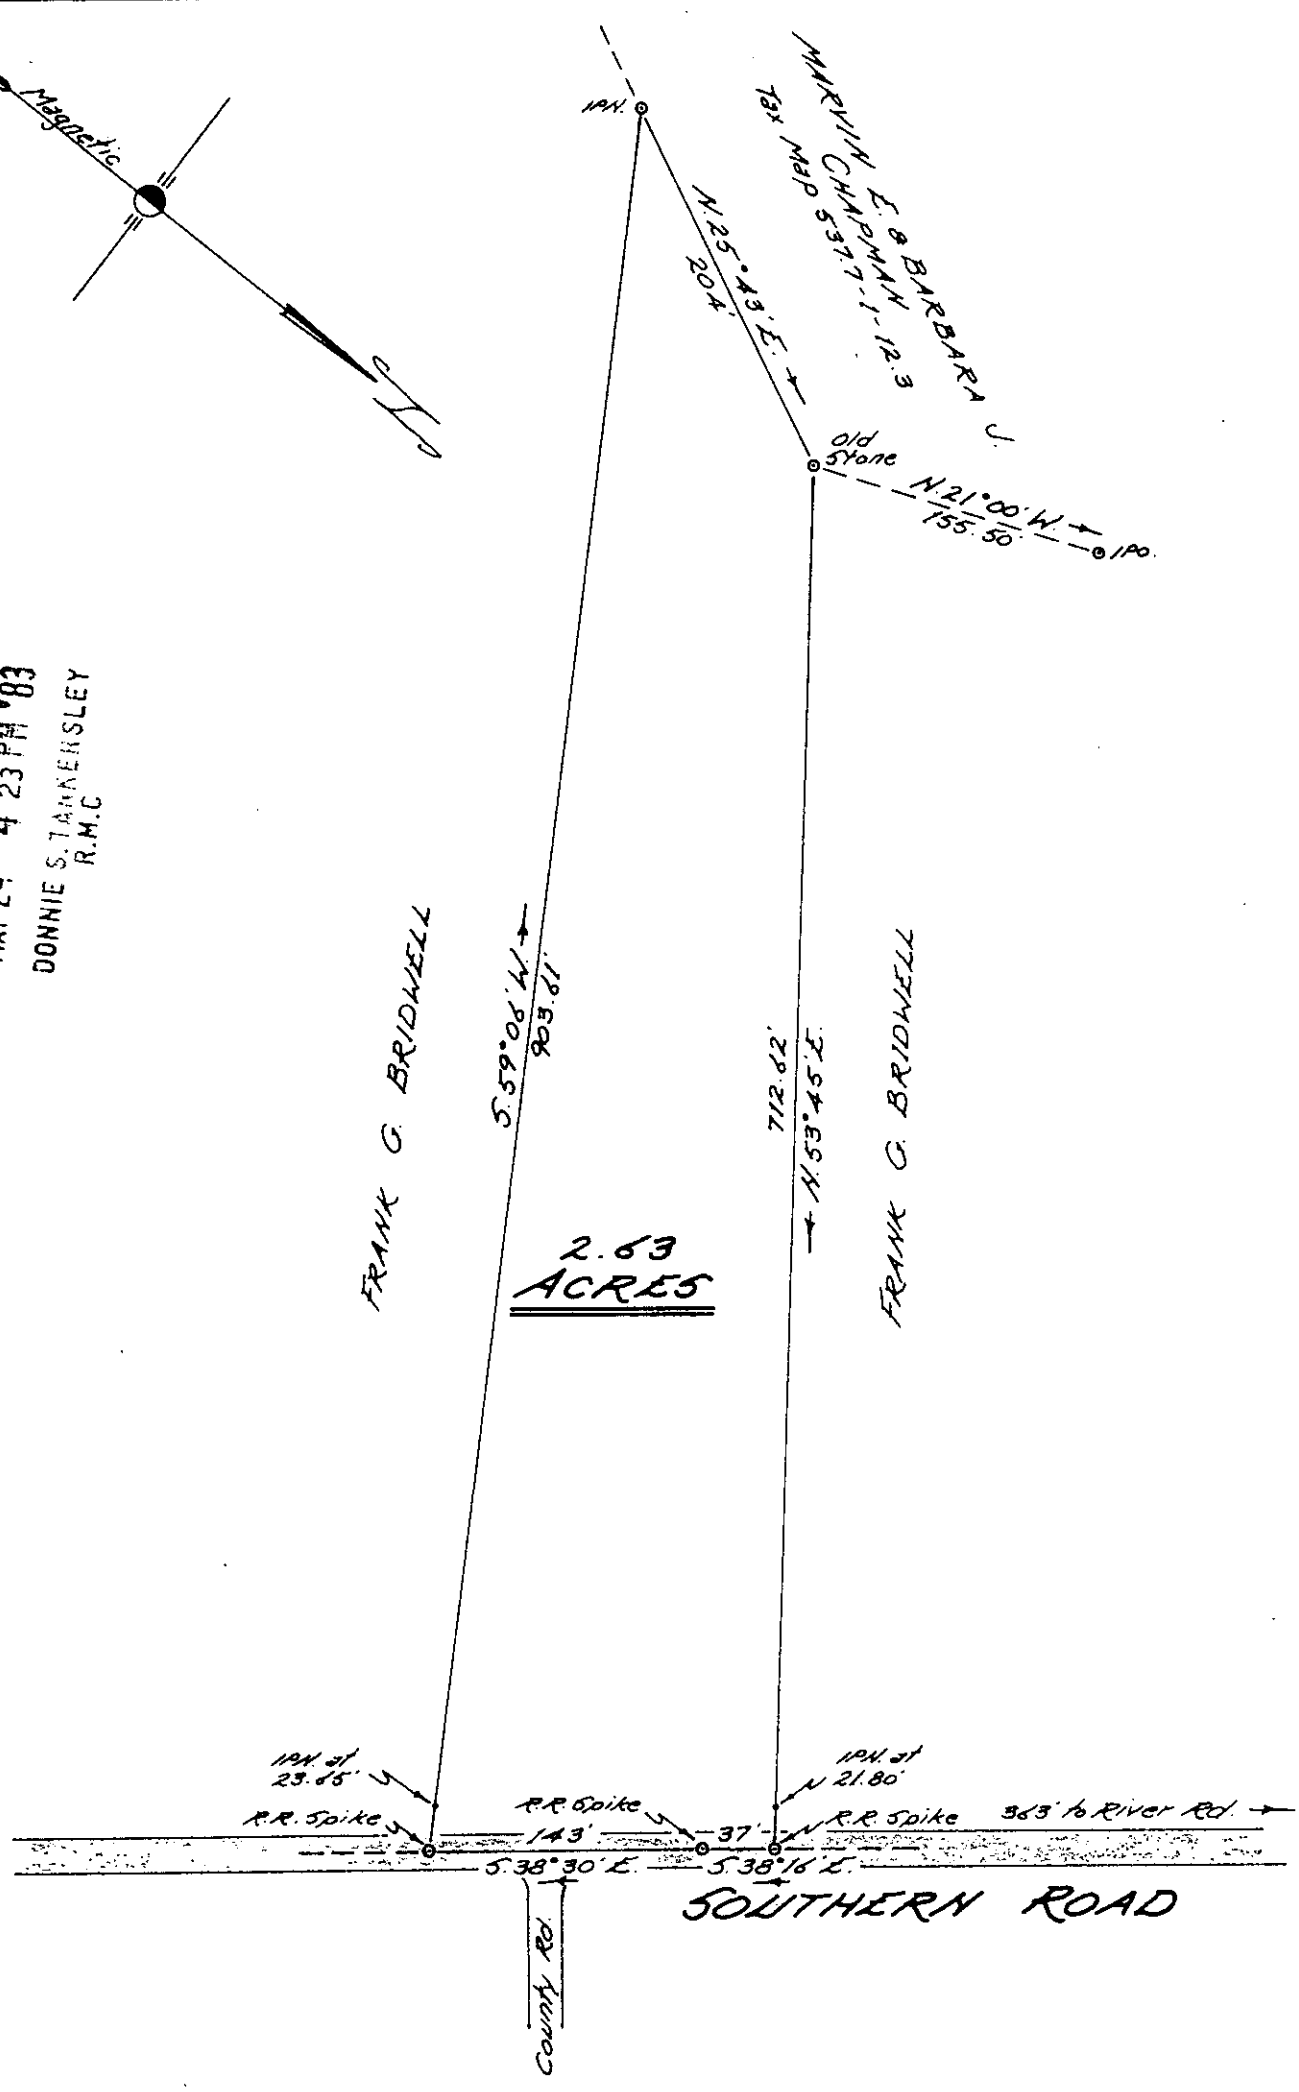 Magnetic
IPN.
MARVIN E. & BARBARA J.
CHAPMAN
Tax Map 537.7-1-12.3
N.25°43'E.
204'
Old
Stone
N.21°00'W.
155.50'
IPO.
4 23 PM '83
DONNIE S. TANKERSLEY
R.M.C
FRANK G. BRIDWELL
S.59°06'W.
903.61'
712.62'
N.53°45'E.
FRANK G. BRIDWELL
2.63
ACRES
IPN. at
23.65'
R.R. Spike
R.R. Spike
IPN. at
21.80'
R.R. Spike
363' to River Rd.
143'
37'
S.38°30'E.
S.38°16'E.
SOUTHERN ROAD
County Rd.